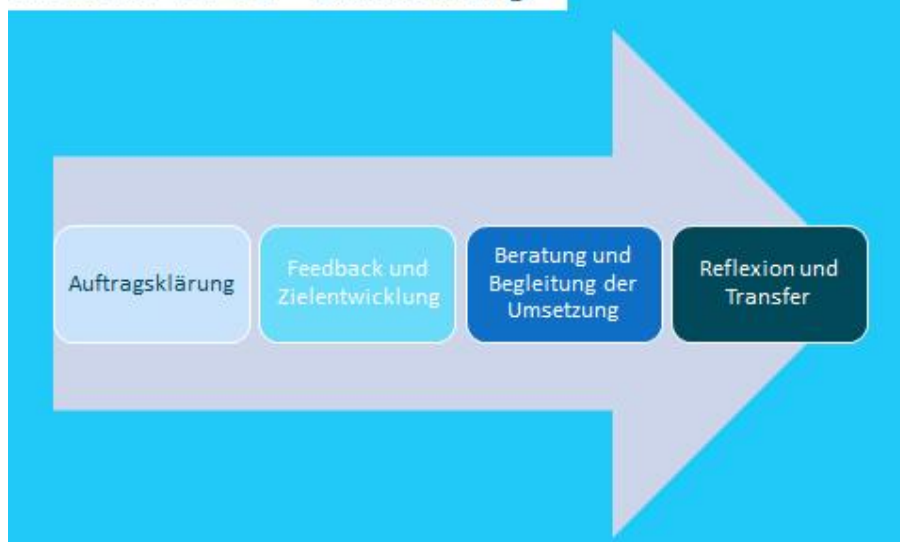 Auftragsklärung
Feedback und
Zielentwicklung
Beratung und
Begleitung der
Umsetzung
Reflexion und
Transfer